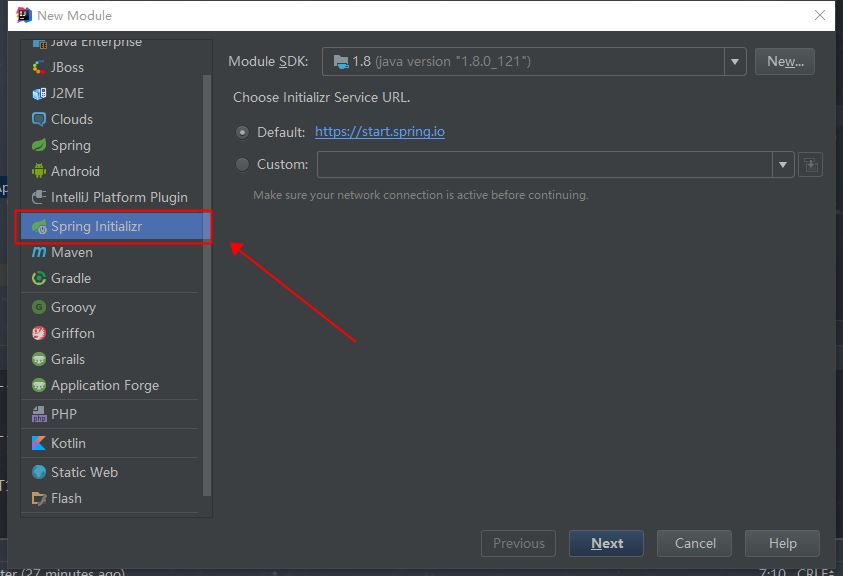 New Module
Java Enterprise
JBoss
J2ME
Clouds
Spring
Android
IntelliJ Platform Plugin
Spring Initializr
Maven
Gradle
Groovy
Griffon
Grails
Application Forge
PHP
Kotlin
Static Web
Flash
Module SDK: 1.8 (java version "1.8.0_121") New...
Choose Initializr Service URL.
Default: https://start.spring.io
Custom:
Make sure your network connection is active before continuing.
Previous Next Cancel Help
(27 minutes ago) 7:10 CRLF